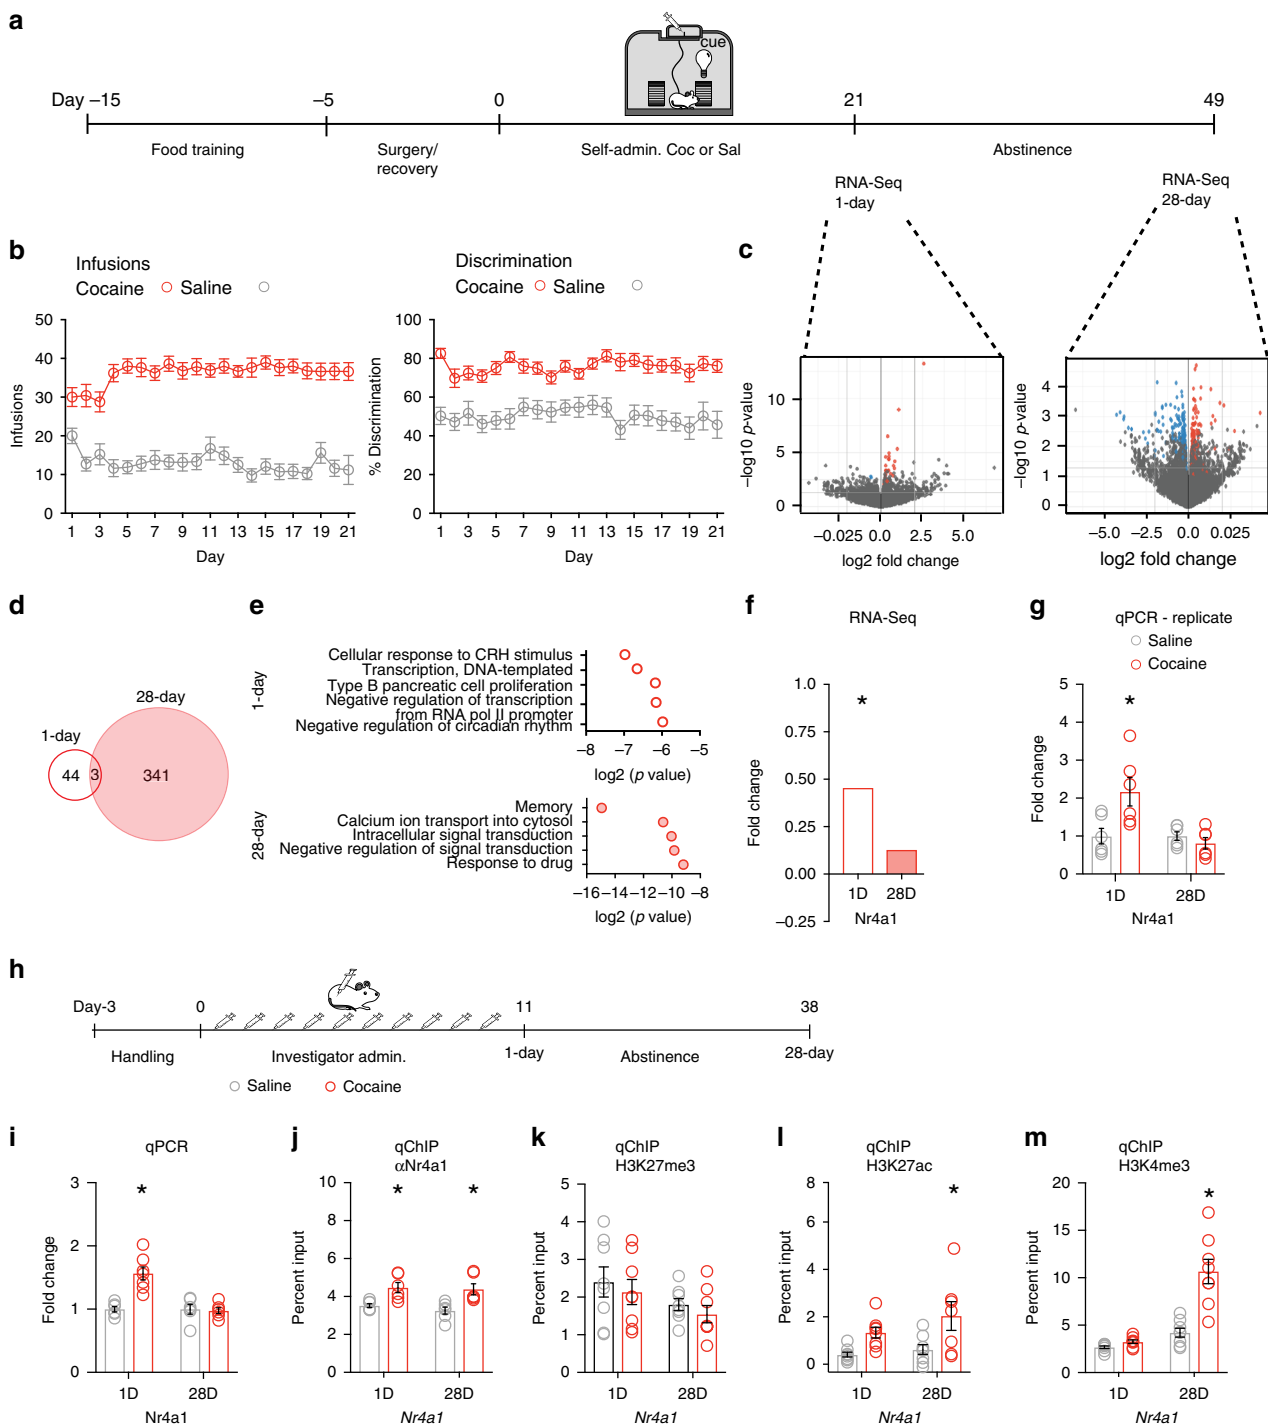 a
cue
Day –15
–5
0
21
49
Food training
Surgery/
recovery
Self-admin. Coc or Sal
Abstinence
RNA-Seq
1-day
RNA-Seq
28-day
b
Infusions
Cocaine
Saline
50
40
30
20
10
0
Infusions
1 3 5 7 9 11 13 15 17 19 21
Day
Discrimination
Cocaine
Saline
100
80
60
40
20
0
% Discrimination
1 3 5 7 9 11 13 15 17 19 21
Day
c
10
5
0
–log10 p-value
–0.025 0.0 2.5 5.0
log2 fold change
4
3
2
1
0
–log10 p-value
–5.0 –2.5 0.0 0.025
log2 fold change
d
28-day
1-day
44
3
341
e
1-day
Cellular response to CRH stimulus
Transcription, DNA-templated
Type B pancreatic cell proliferation
Negative regulation of transcription
from RNA pol II promoter
Negative regulation of circadian rhythm
–8 –7 –6 –5
log2 (p value)
28-day
Memory
Calcium ion transport into cytosol
Intracellular signal transduction
Negative regulation of signal transduction
Response to drug
–16 –14 –12 –10 –8
log2 (p value)
f
RNA-Seq
1.0
0.50
0.25
0.00
–0.25
Fold change
*
1D 28D
Nr4a1
g
qPCR - replicate
Saline
Cocaine
5
4
3
2
1
0
Fold change
*
1D 28D
Nr4a1
h
Day-3
0
11
38
Handling
Investigator admin.
1-day
Abstinence
28-day
Saline
Cocaine
i
qPCR
3
2
1
0
Fold change
*
1D 28D
Nr4a1
j
qChIP
αNr4a1
10
8
6
4
2
0
Percent input
* *
1D 28D
Nr4a1
k
qChIP
H3K27me3
5
4
3
2
1
0
Percent input
1D 28D
Nr4a1
l
qChIP
H3K27ac
8
6
4
2
0
Percent input
*
1D 28D
Nr4a1
m
qChIP
H3K4me3
20
15
10
5
0
Percent input
*
1D 28D
Nr4a1